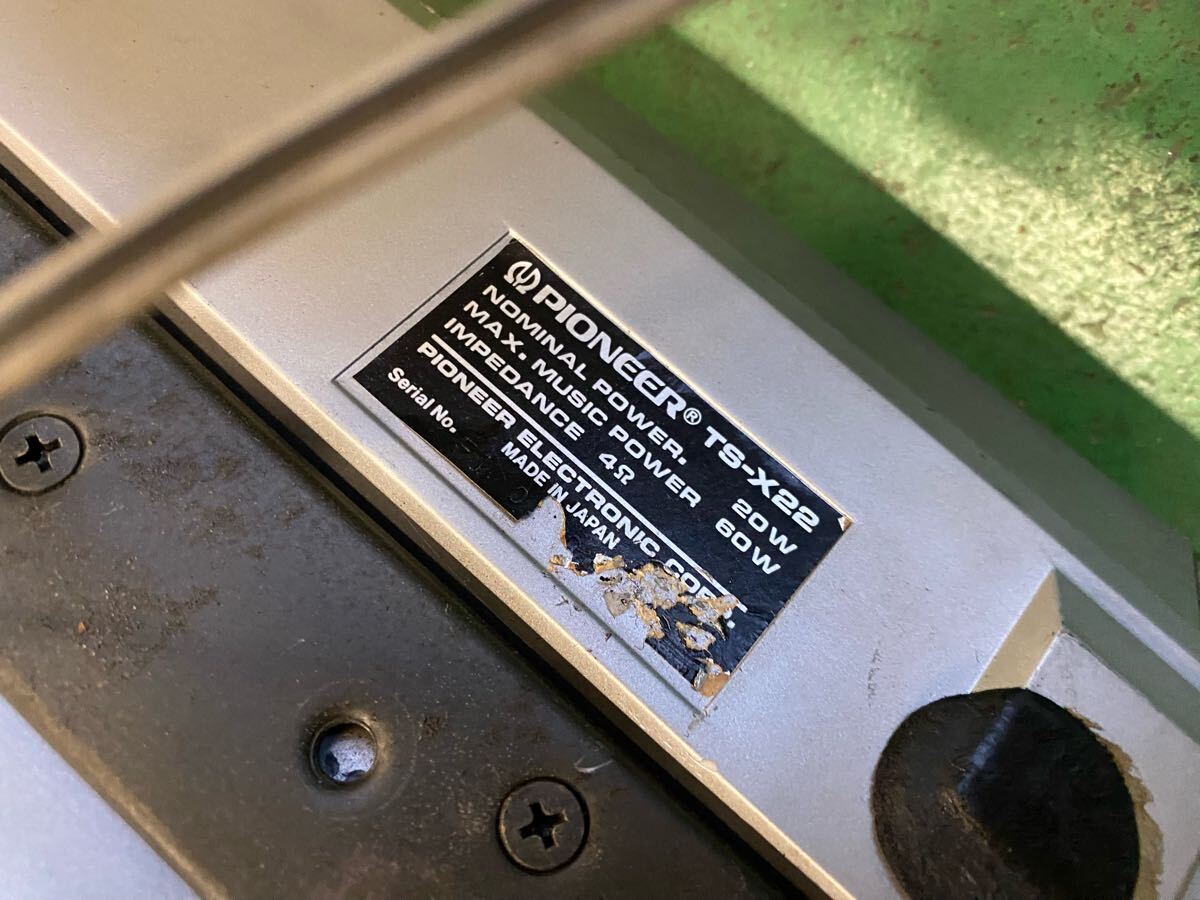 PIONEER® TS-X22
NOMINAL POWER. 20W
MAX. MUSIC POWER 60W
IMPEDANCE 4Ω
PIONEER ELECTRONIC CORP.
MADE IN JAPAN
Serial No.